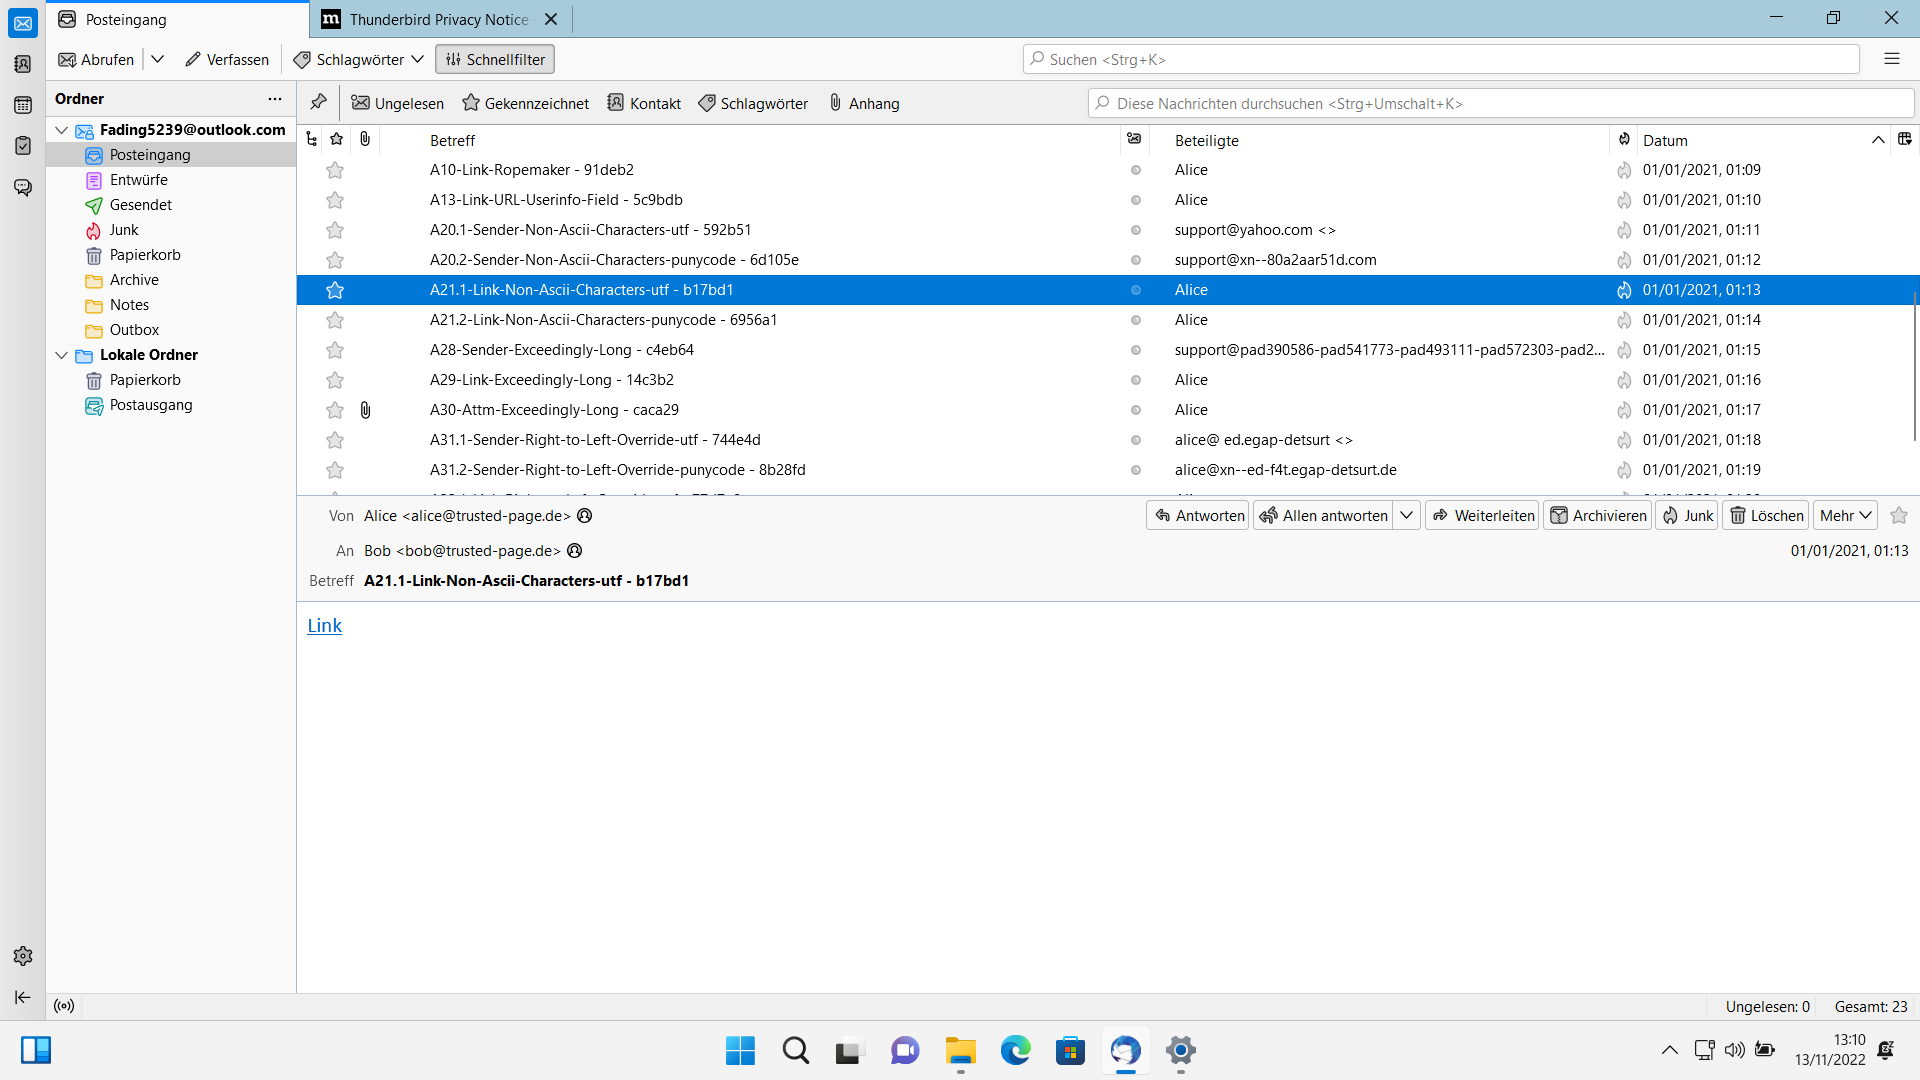 Posteingang
Thunderbird Privacy Notice
Abrufen
Verfassen
Schlagwörter
Schnellfilter
Suchen <Strg+K>
Ordner
Ungelesen
Gekennzeichnet
Kontakt
Schlagwörter
Anhang
Diese Nachrichten durchsuchen <Strg+Umschalt+K>
Fading5239@outlook.com
Posteingang
Entwürfe
Gesendet
Junk
Papierkorb
Archive
Notes
Outbox
Lokale Ordner
Papierkorb
Postausgang
Betreff Beteiligte Datum
A10-Link-Ropemaker - 91deb2 Alice 01/01/2021, 01:09
A13-Link-URL-Userinfo-Field - 5c9bdb Alice 01/01/2021, 01:10
A20.1-Sender-Non-Ascii-Characters-utf - 592b51 support@yahoo.com <> 01/01/2021, 01:11
A20.2-Sender-Non-Ascii-Characters-punycode - 6d105e support@xn--80a2aar51d.com 01/01/2021, 01:12
A21.1-Link-Non-Ascii-Characters-utf - b17bd1 Alice 01/01/2021, 01:13
A21.2-Link-Non-Ascii-Characters-punycode - 6956a1 Alice 01/01/2021, 01:14
A28-Sender-Exceedingly-Long - c4eb64 support@pad390586-pad541773-pad493111-pad572303-pad2... 01/01/2021, 01:15
A29-Link-Exceedingly-Long - 14c3b2 Alice 01/01/2021, 01:16
A30-Attm-Exceedingly-Long - caca29 Alice 01/01/2021, 01:17
A31.1-Sender-Right-to-Left-Override-utf - 744e4d alice@ ed.egap-detsurt <> 01/01/2021, 01:18
A31.2-Sender-Right-to-Left-Override-punycode - 8b28fd alice@xn--ed-f4t.egap-detsurt.de 01/01/2021, 01:19
Von Alice <alice@trusted-page.de>
Antworten
Allen antworten
Weiterleiten
Archivieren
Junk
Löschen
Mehr
An Bob <bob@trusted-page.de>
01/01/2021, 01:13
Betreff A21.1-Link-Non-Ascii-Characters-utf - b17bd1
Link
Ungelesen: 0
Gesamt: 23
13:10
13/11/2022